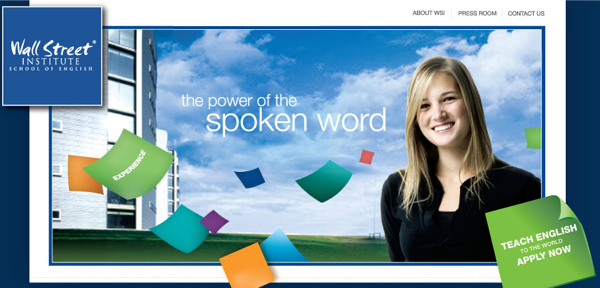 ABOUT WSI
PRESS ROOM
CONTACT US
Wall Street®
INSTITUTE
SCHOOL OF ENGLISH
the power of the
spoken word
EXPERIENCE
TEACH ENGLISH
TO THE WORLD
APPLY NOW